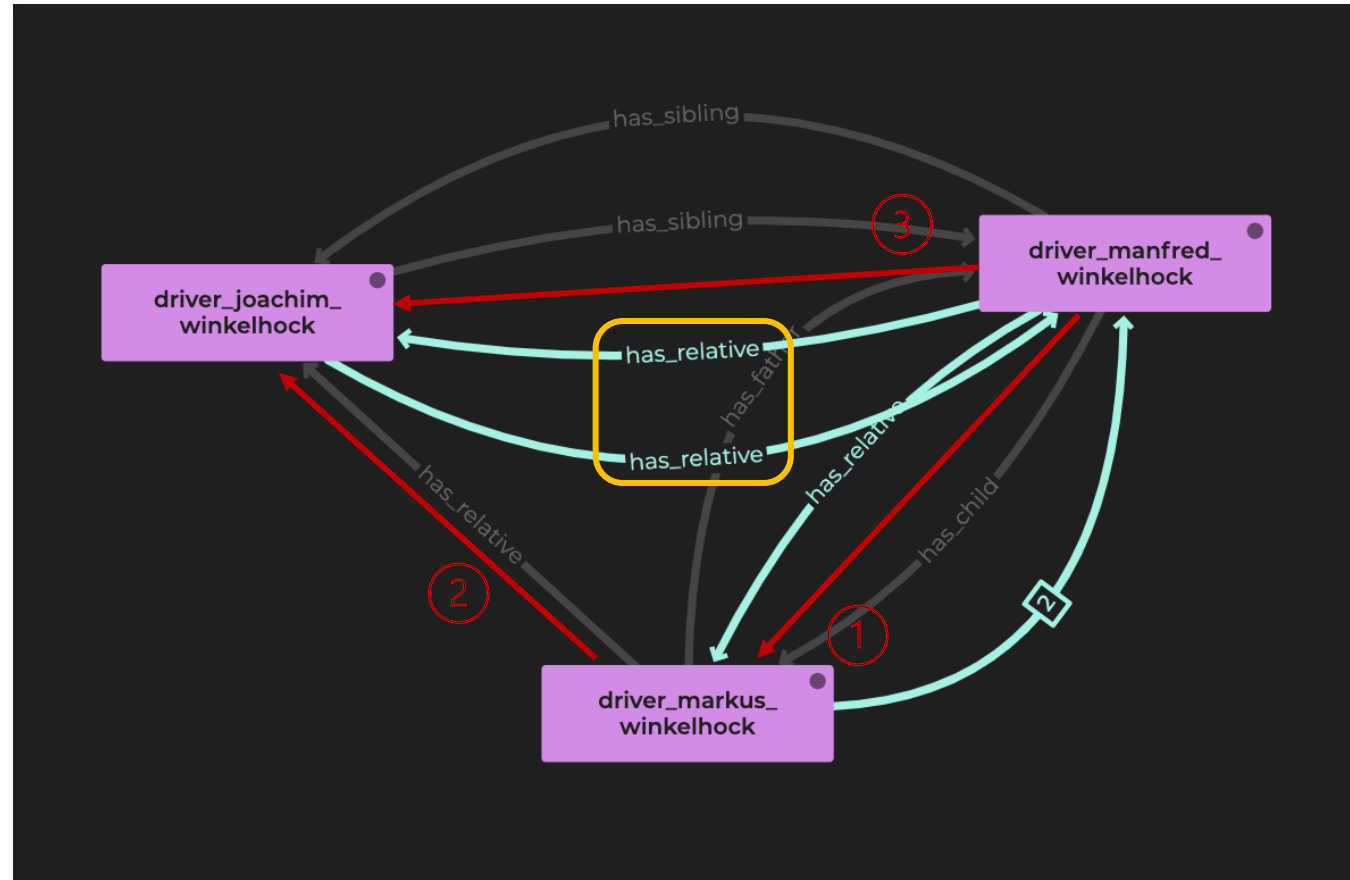 has_sibling
has_sibling
③
driver_manfred_
winkelhock
driver_joachim_
winkelhock
has_relative
has_father
has_relative
has_relative
has_relative
has_child
②
①
2
driver_markus_
winkelhock